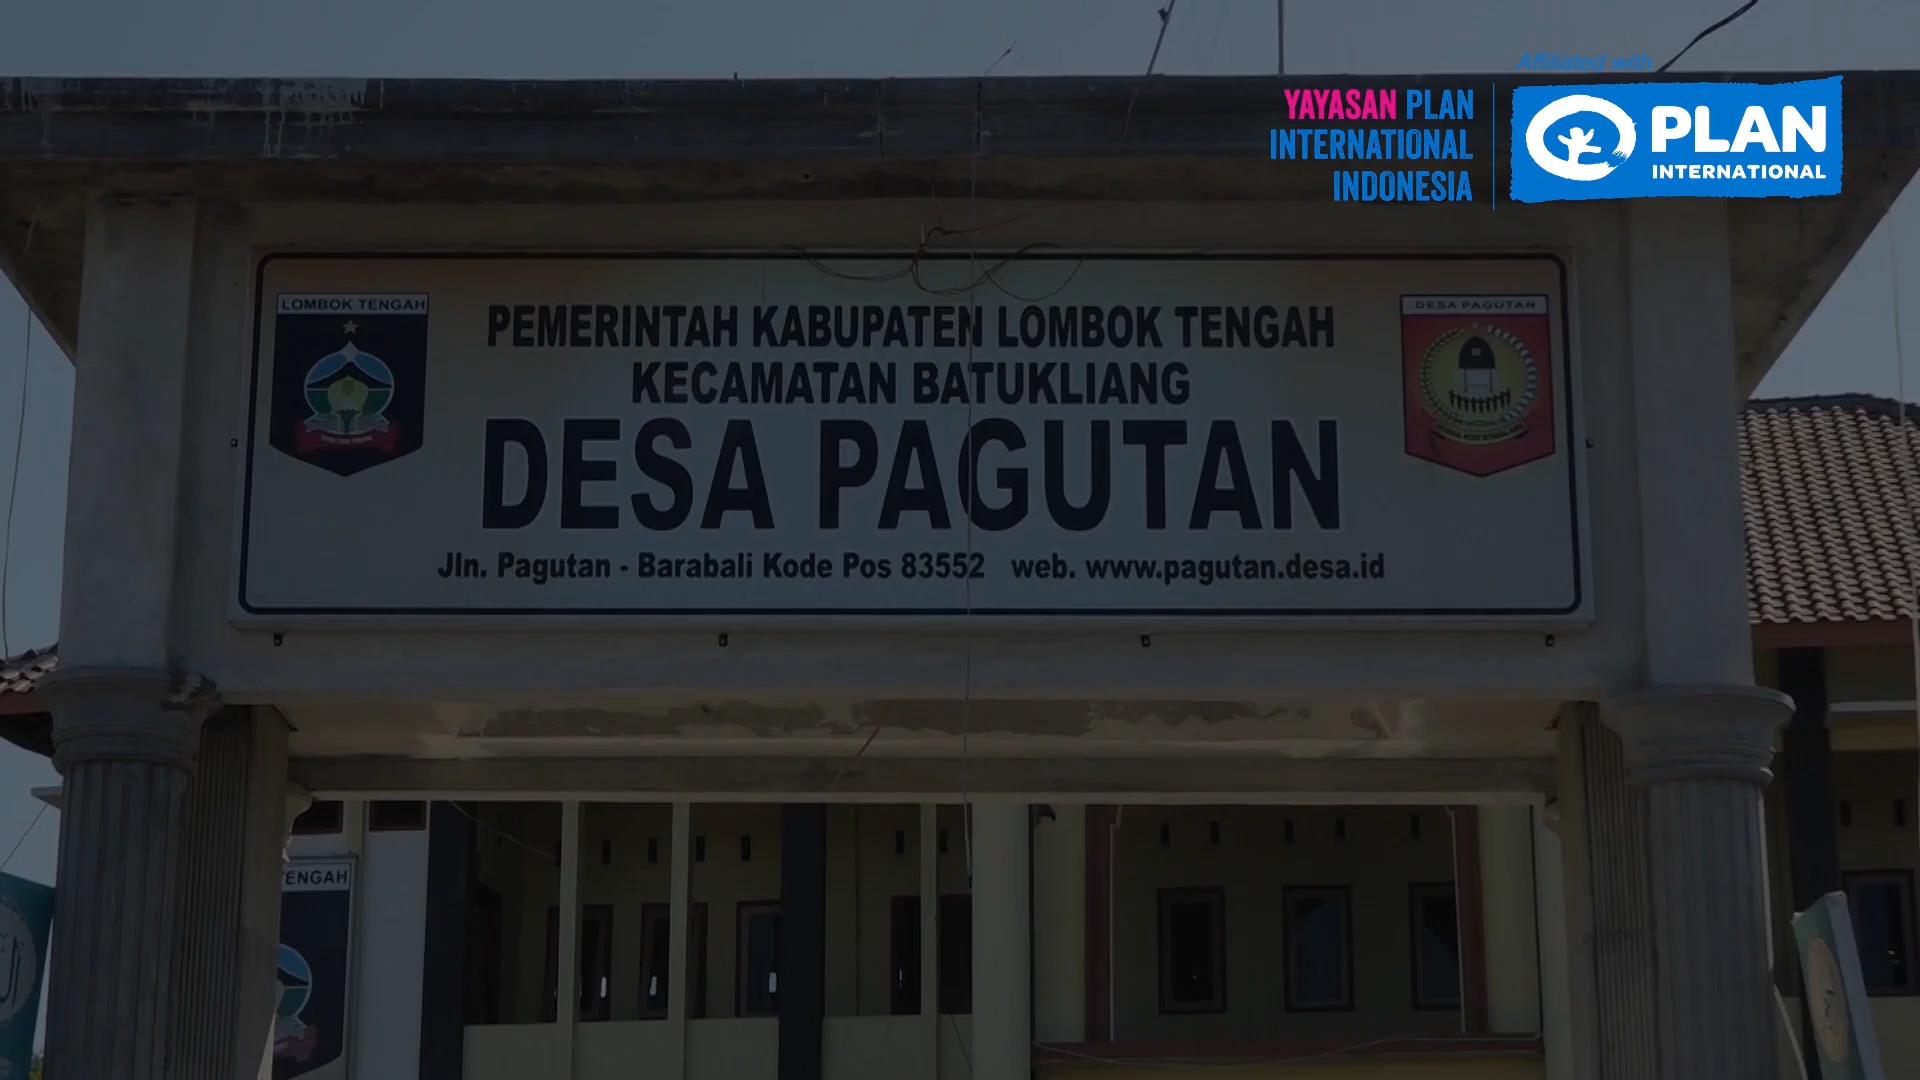 Affiliated with
YAYASAN PLAN
INTERNATIONAL
INDONESIA
PLAN
INTERNATIONAL
LOMBOK TENGAH
DESA PAGUTAN
PEMERINTAH KABUPATEN LOMBOK TENGAH
KECAMATAN BATUKLIANG
DESA PAGUTAN
Jln. Pagutan - Barabali Kode Pos 83552 web. www.pagutan.desa.id
TENGAH